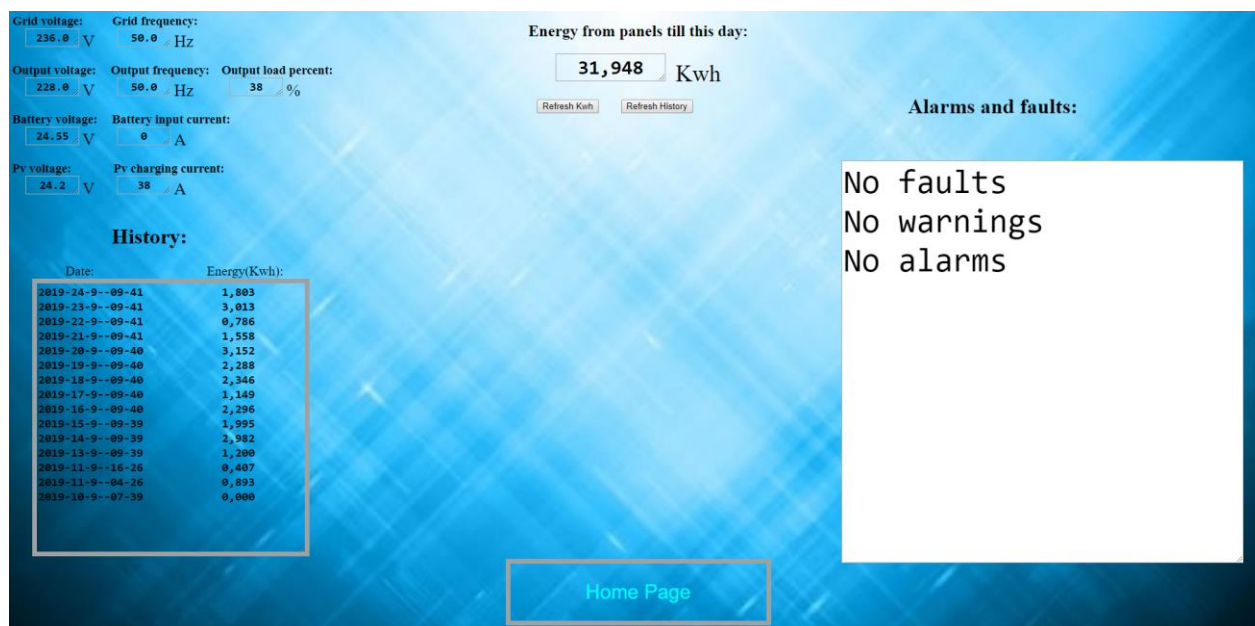 Grid voltage: Grid frequency:
236.0 V 50.0 Hz
Output voltage: Output frequency: Output load percent:
228.0 V 50.0 Hz 38 %
Battery voltage: Battery input current:
24.55 V 0 A
Pv voltage: Pv charging current:
24.2 V 38 A
History:
Date: Energy(Kwh):
2019-24-9--09-41 1,803
2019-23-9--09-41 3,013
2019-22-9--09-41 0,786
2019-21-9--09-41 1,558
2019-20-9--09-40 3,152
2019-19-9--09-40 2,288
2019-18-9--09-40 2,346
2019-17-9--09-40 1,149
2019-16-9--09-40 2,296
2019-15-9--09-39 1,995
2019-14-9--09-39 2,982
2019-13-9--09-39 1,200
2019-11-9--16-26 0,407
2019-11-9--04-26 0,893
2019-10-9--07-39 0,000
Energy from panels till this day:
31,948 Kwh
Refresh Kwh Refresh History
Alarms and faults:
No faults
No warnings
No alarms
Home Page